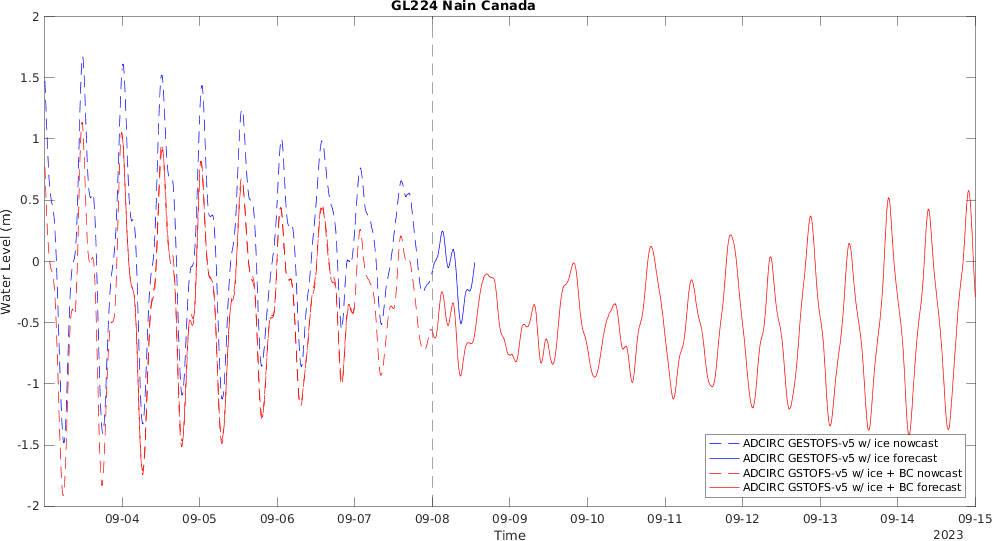 GL224 Nain Canada
2
1.5
1
0.5
0
-0.5
-1
-1.5
-2
Water Level (m)
ADCIRC GESTOFS-v5 w/ ice nowcast
ADCIRC GESTOFS-v5 w/ ice forecast
ADCIRC GSTOFS-v5 w/ ice + BC nowcast
ADCIRC GSTOFS-v5 w/ ice + BC forecast
09-04 09-05 09-06 09-07 09-08 09-09 09-10 09-11 09-12 09-13 09-14 09-15
Time
2023